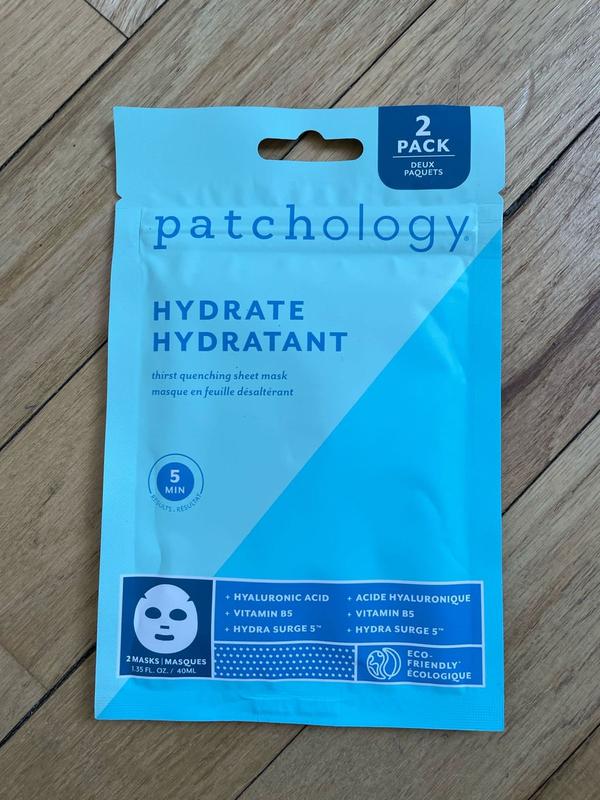 2
PACK
DEUX
PAQUETS
patchology®
HYDRATE
HYDRATANT
thirst quenching sheet mask
masque en feuille désaltérant
5
MIN
RESULTS . RÉSULTAT
+ HYALURONIC ACID
+ VITAMIN B5
+ HYDRA SURGE 5™
+ ACIDE HYALURONIQUE
+ VITAMIN B5
+ HYDRA SURGE 5™
2 MASKS | MASQUES
1.35 FL. OZ. / 40ML
ECO-
FRIENDLY*
ÉCOLOGIQUE